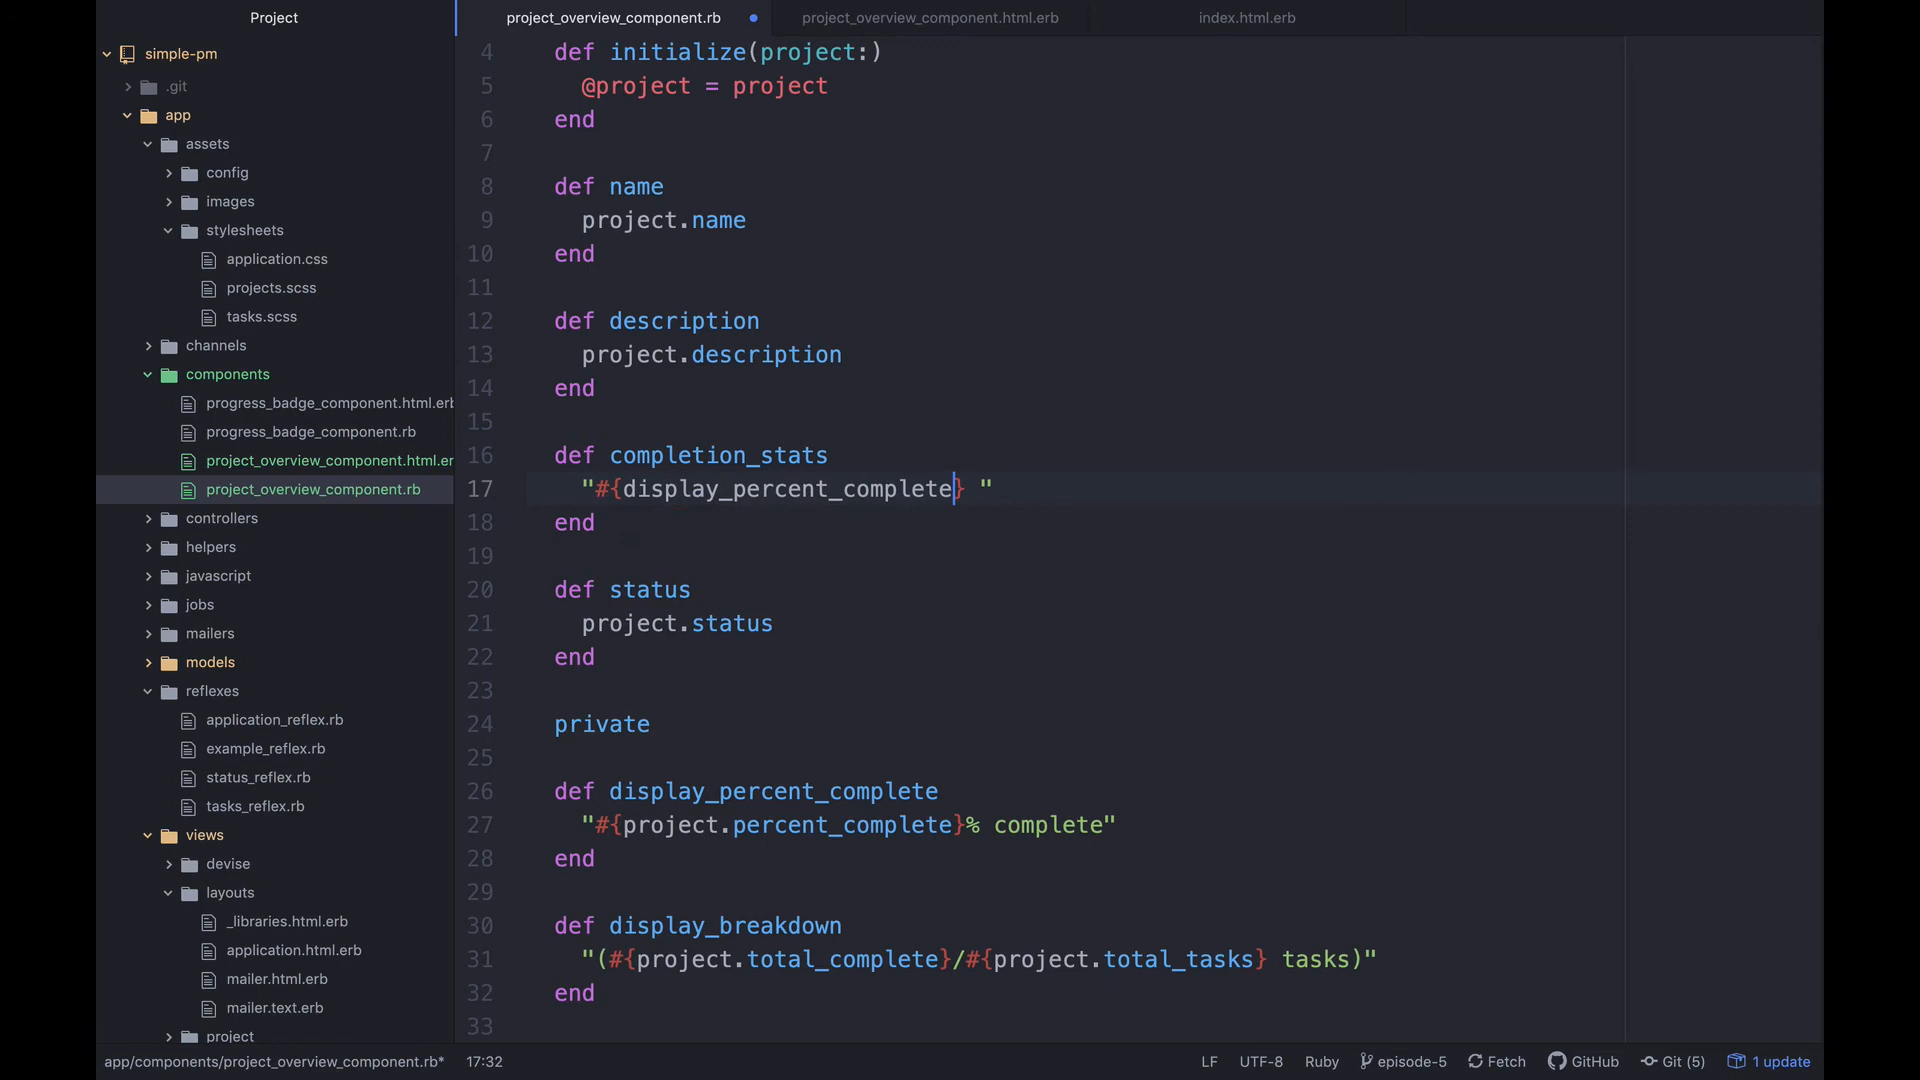 Project
simple-pm
.git
app
assets
config
images
stylesheets
application.css
projects.scss
tasks.scss
channels
components
progress_badge_component.html.erb
progress_badge_component.rb
project_overview_component.html.er
project_overview_component.rb
controllers
helpers
javascript
jobs
mailers
models
reflexes
application_reflex.rb
example_reflex.rb
status_reflex.rb
tasks_reflex.rb
views
devise
layouts
_libraries.html.erb
application.html.erb
mailer.html.erb
mailer.text.erb
project
project_overview_component.rb
project_overview_component.html.erb
index.html.erb
4 def initialize(project:)
5 @project = project
6 end
7
8 def name
9 project.name
10 end
11
12 def description
13 project.description
14 end
15
16 def completion_stats
17 "#{display_percent_complete} "
18 end
19
20 def status
21 project.status
22 end
23
24 private
25
26 def display_percent_complete
27 "#{project.percent_complete}% complete"
28 end
29
30 def display_breakdown
31 "(#{project.total_complete}/#{project.total_tasks} tasks)"
32 end
33
app/components/project_overview_component.rb* 17:32 LF UTF-8 Ruby episode-5 Fetch GitHub Git (5) 1 update